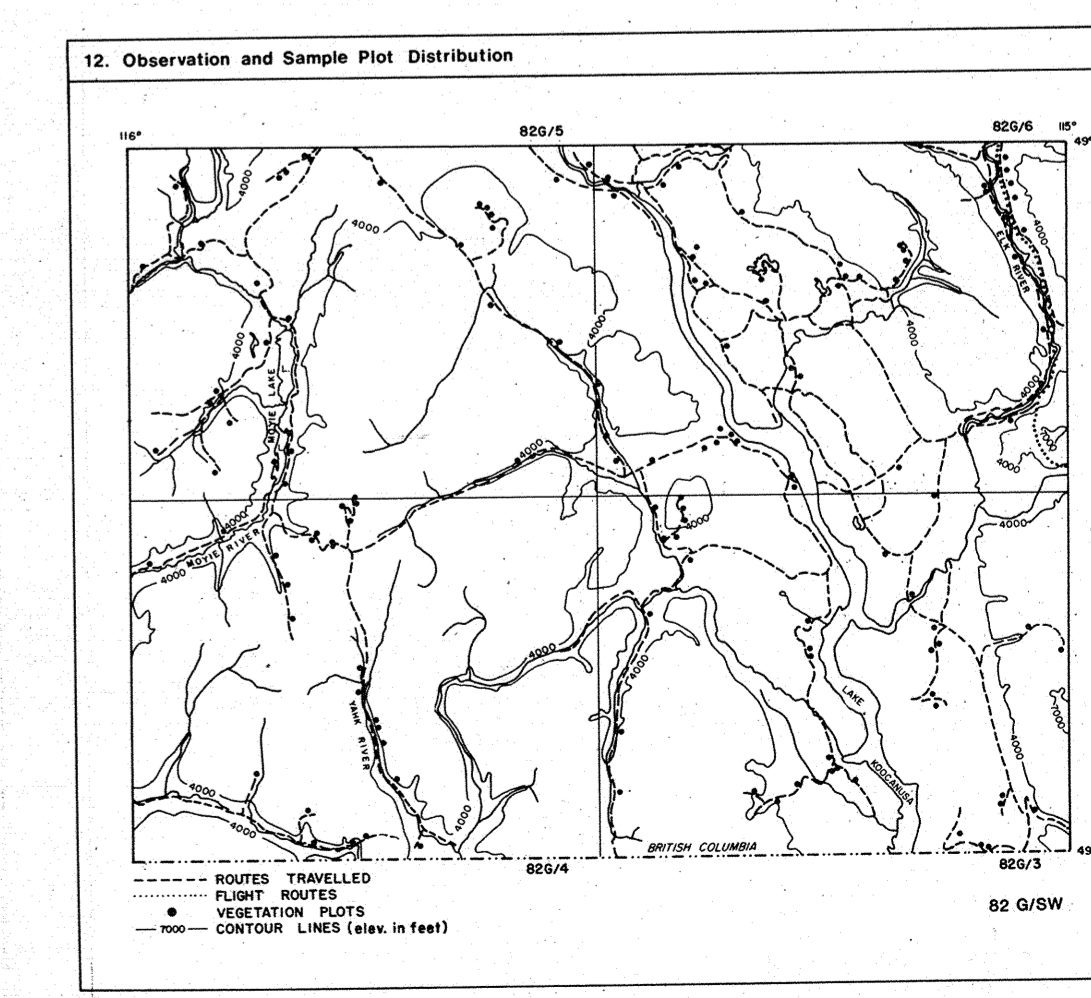 12. Observation and Sample Plot Distribution
116°
82G/5
82G/6
115°
49
4000
4000
4000
ELK RIVER
4000
4000
4000
4000
MOYIE LAKE
7000
4000
4000
4000
4000
4000
MOYIE RIVER
4000
4000
4000
LAKE
7000
YAHK RIVER
4000
KOOCANUSA
4000
4000
4000
BRITISH COLUMBIA
49
82G/4
82G/3
ROUTES TRAVELLED
FLIGHT ROUTES
VEGETATION PLOTS
7000 CONTOUR LINES (elev. in feet)
82 G/SW